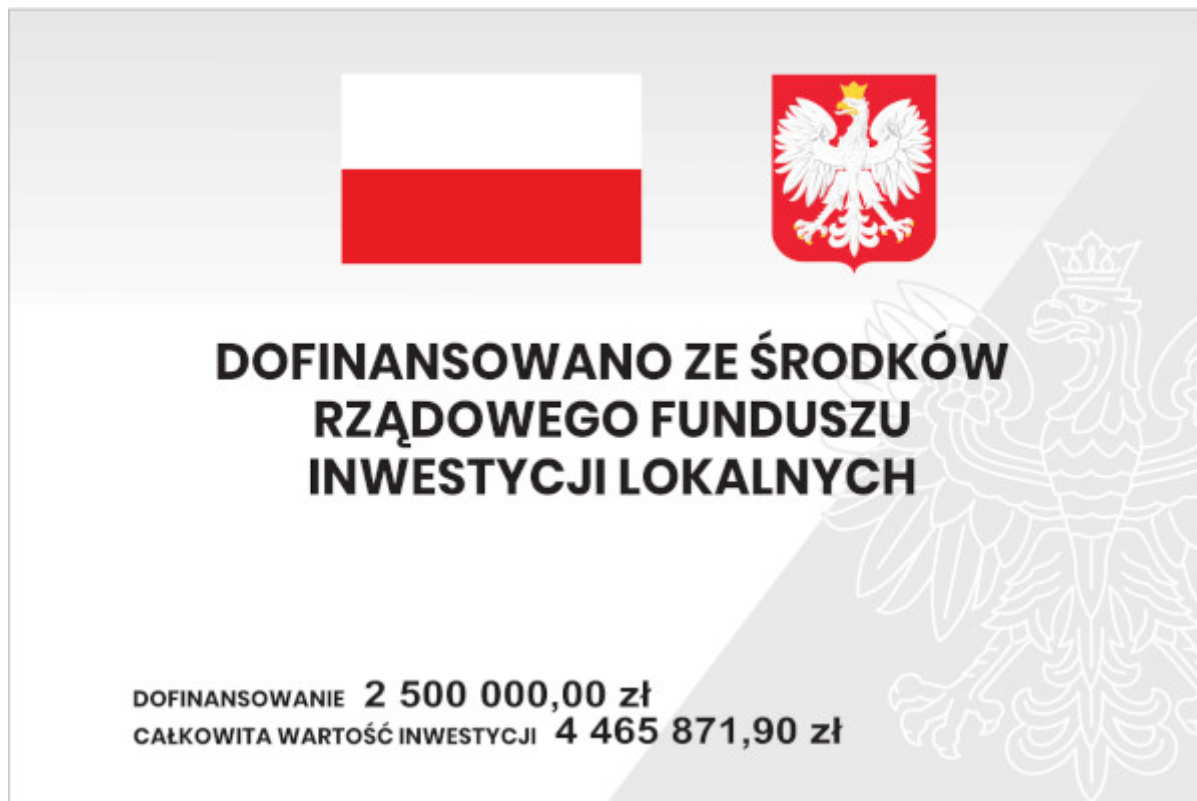 DOFINANSOWANO ZE ŚRODKÓW
RZĄDOWEGO FUNDUSZU
INWESTYCJI LOKALNYCH
DOFINANSOWANIE 2 500 000,00 zł
CAŁKOWITA WARTOŚĆ INWESTYCJI 4 465 871,90 zł